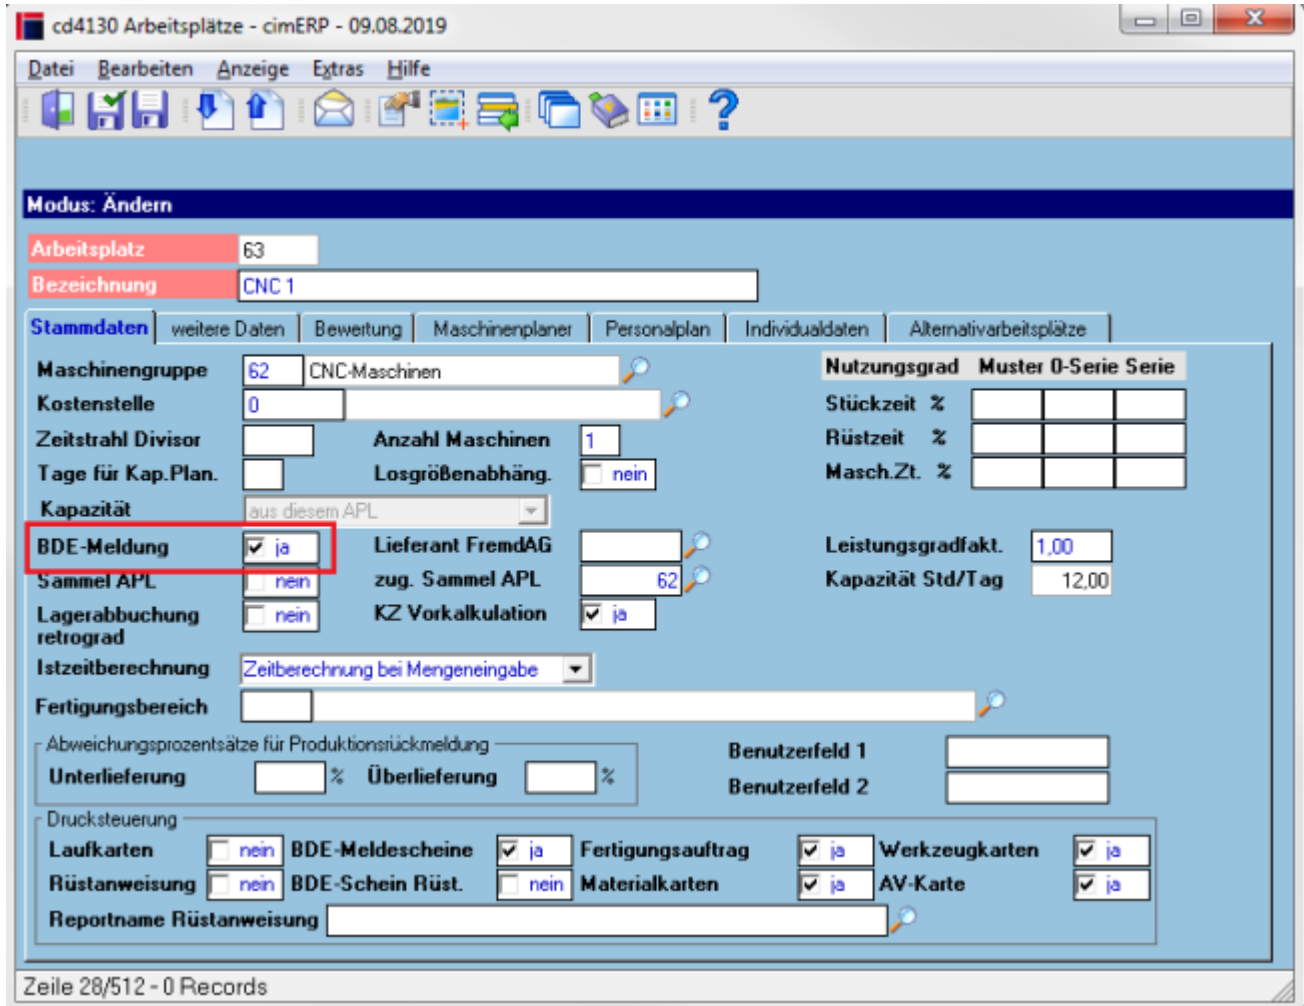 cd4130 Arbeitsplätze - cimERP - 09.08.2019
Datei Bearbeiten Anzeige Extras Hilfe
Modus: Ändern
Arbeitsplatz 63
Bezeichnung CNC 1
Stammdaten weitere Daten Bewertung Maschinenplaner Personalplan Individualdaten Alternativarbeitsplätze
Maschinengruppe 62 CNC-Maschinen Nutzungsgrad Muster 0-Serie Serie
Kostenstelle 0 Stückzeit %
Zeitstrahl Divisor Anzahl Maschinen 1 Rüstzeit %
Tage für Kap.Plan. Losgrößenabhäng. nein Masch.Zt. %
Kapazität aus diesem APL
BDE-Meldung ja Lieferant FremdAG Leistungsgradfakt. 1,00
Sammel APL nein zug. Sammel APL 62 Kapazität Std/Tag 12,00
Lagerabbuchung nein KZ Vorkalkulation ja
retrograd
Istzeitberechnung Zeitberechnung bei Mengeneingabe
Fertigungsbereich
Abweichungsprozentsätze für Produktionsrückmeldung Benutzerfeld 1
Unterlieferung % Überlieferung % Benutzerfeld 2
Drucksteuerung
Laufkarten nein BDE-Meldescheine ja Fertigungsauftrag ja Werkzeugkarten ja
Rüstanweisung nein BDE-Schein Rüst. nein Materialkarten ja AV-Karte ja
Reportname Rüstanweisung
Zeile 28/512 - 0 Records